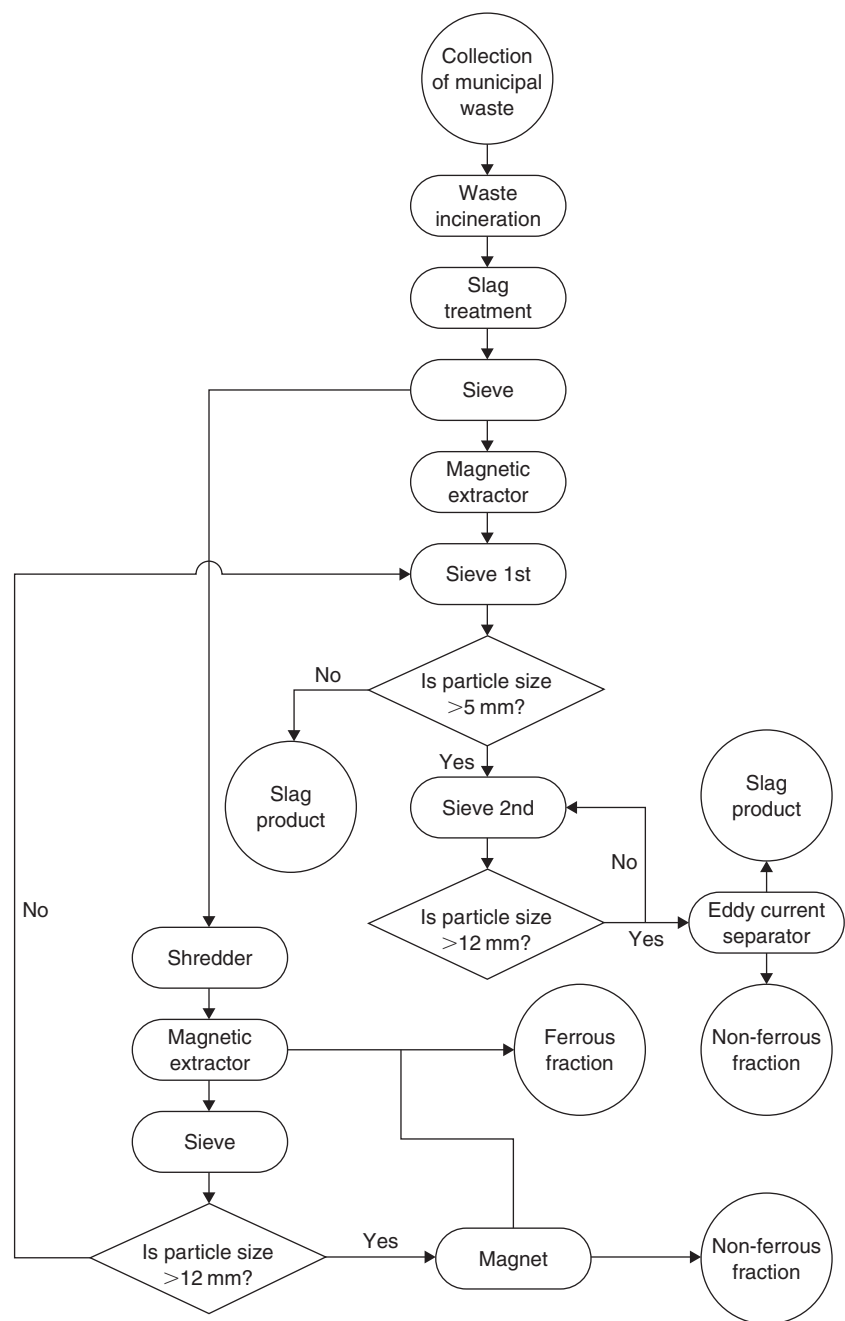 Collection
of municipal
waste
Waste
incineration
Slag
treatment
Sieve
Magnetic
extractor
Sieve 1st
Is particle size
>5 mm?
No
Yes
Slag
product
Sieve 2nd
No
Slag
product
Is particle size
>12 mm?
Yes
Eddy current
separator
No
Shredder
Magnetic
extractor
Ferrous
fraction
Non-ferrous
fraction
Sieve
Is particle size
>12 mm?
Yes
Magnet
Non-ferrous
fraction